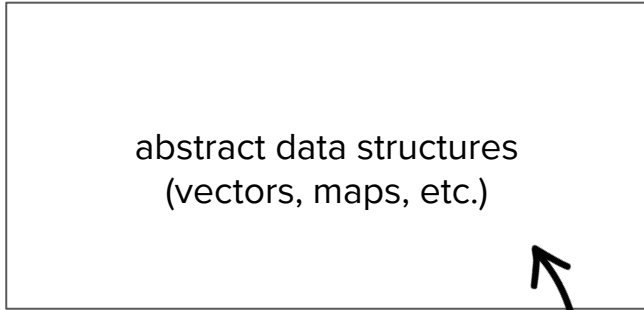 abstract data structures
(vectors, maps, etc.)